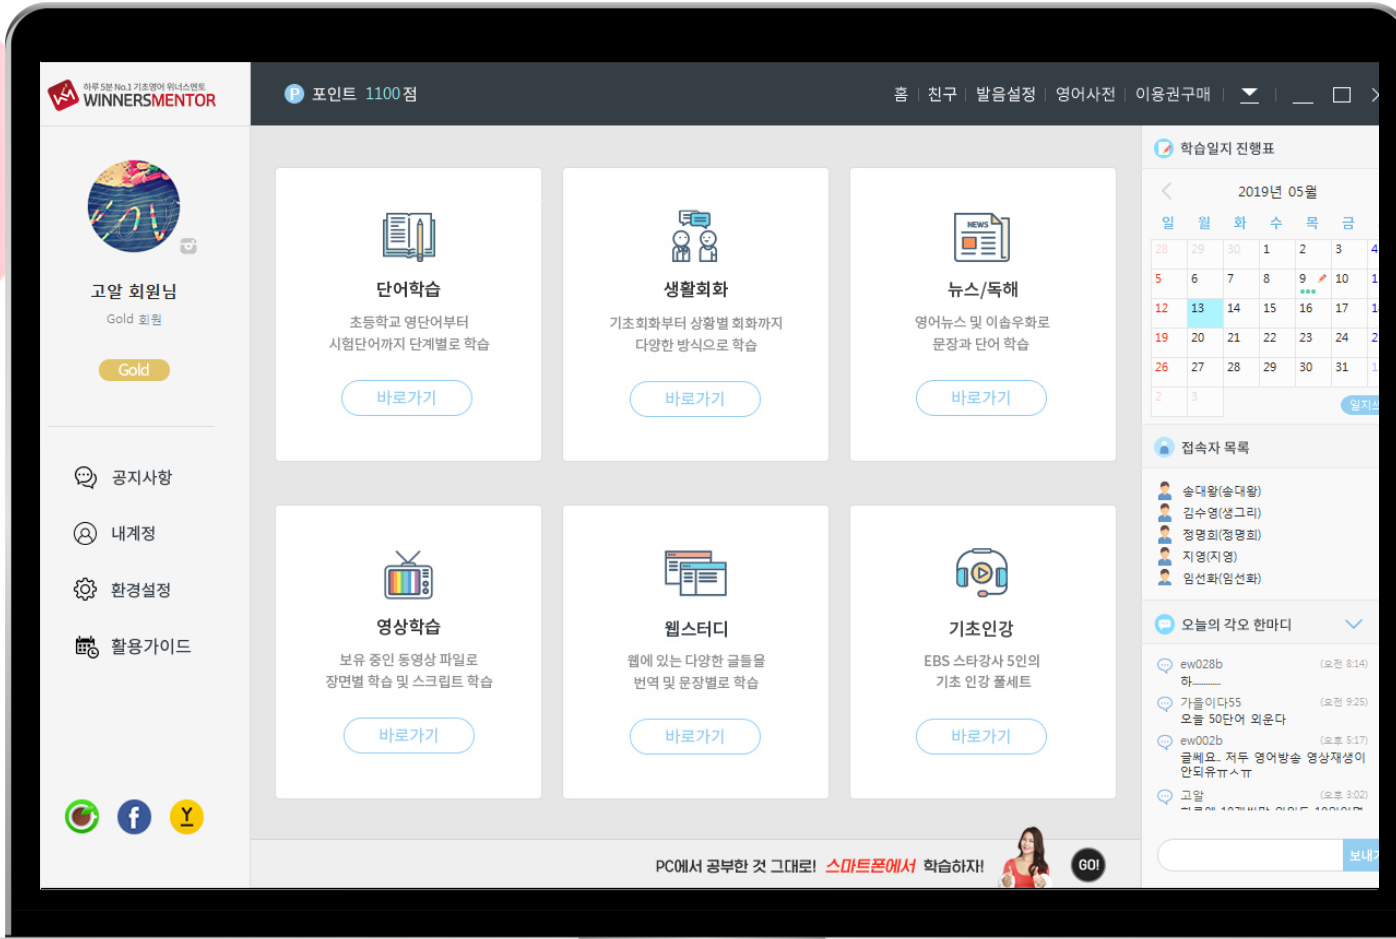 하루 5분 No.1 기초영어 위너스멘토
WINNERSMENTOR
P 포인트 1100점
홈 | 친구 | 발음설정 | 영어사전 | 이용권구매
고알 회원님
Gold 회원
Gold
공지사항
내계정
환경설정
활용가이드
단어학습
초등학교 영단어부터
시험단어까지 단계별로 학습
바로가기
생활회화
기초회화부터 상황별 회화까지
다양한 방식으로 학습
바로가기
NEWS
뉴스/독해
영어뉴스 및 이솝우화로
문장과 단어 학습
바로가기
영상학습
보유 중인 동영상 파일로
장면별 학습 및 스크립트 학습
바로가기
웹스터디
웹에 있는 다양한 글들을
번역 및 문장별로 학습
바로가기
기초인강
EBS 스타강사 5인의
기초 인강 풀세트
바로가기
PC에서 공부한 것 그대로! 스마트폰에서 학습하자! GO!
학습일지 진행표
2019년 05월
일 월 화 수 목 금
28 29 30 1 2 3 4
5 6 7 8 9 10 1
12 13 14 15 16 17 1
19 20 21 22 23 24 2
26 27 28 29 30 31 1
2 3
일지쓰
접속자 목록
송대왕(송대왕)
김수영(생그리)
정명희(정명희)
지영(지영)
임선화(임선화)
오늘의 각오 한마디
ew028b (오전 8:14)
하............
가을이다55 (오전 9:25)
오늘 50단어 외운다
ew002b (오후 5:17)
글쎄요.. 저두 영어방송 영상재생이
안되유ㅠㅅㅠ
고알 (오후 3:02)
보내기